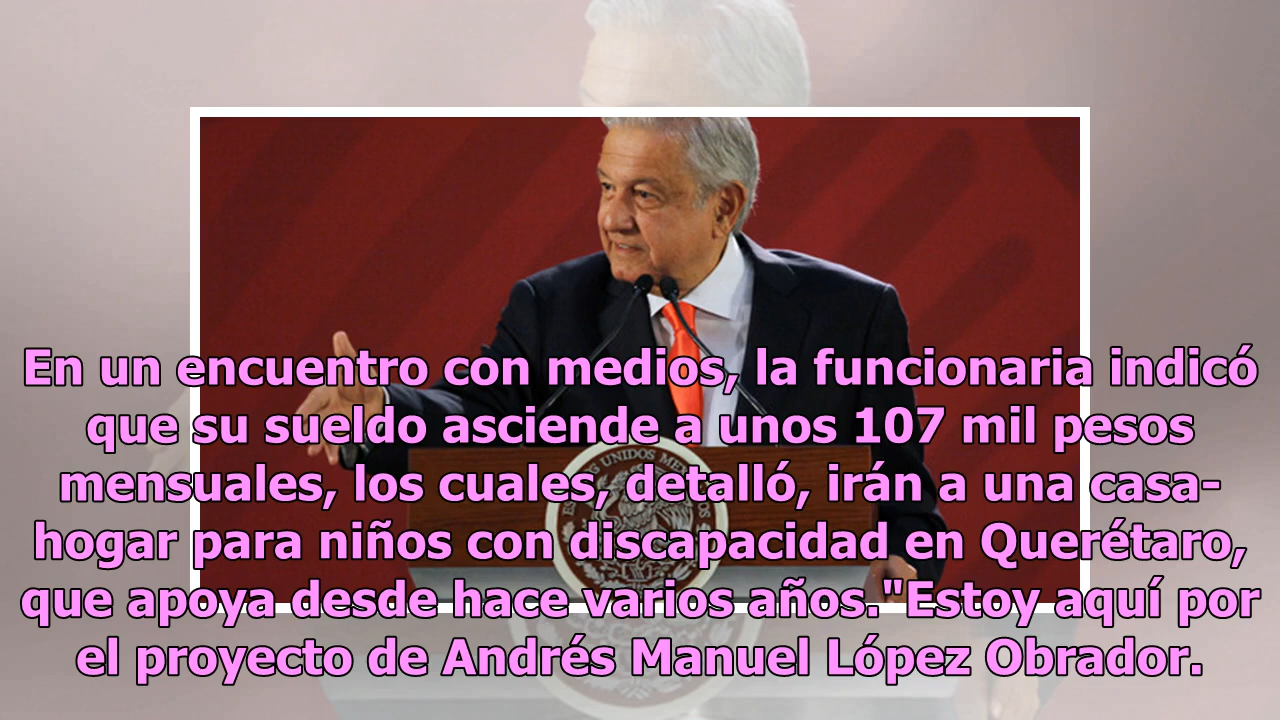 En un encuentro con medios, la funcionaria indicó
que su sueldo asciende a unos 107 mil pesos
mensuales, los cuales, detalló, irán a una casa-
hogar para niños con discapacidad en Querétaro,
que apoya desde hace varios años."Estoy aquí por
el proyecto de Andrés Manuel López Obrador.
UNIDOS MEX